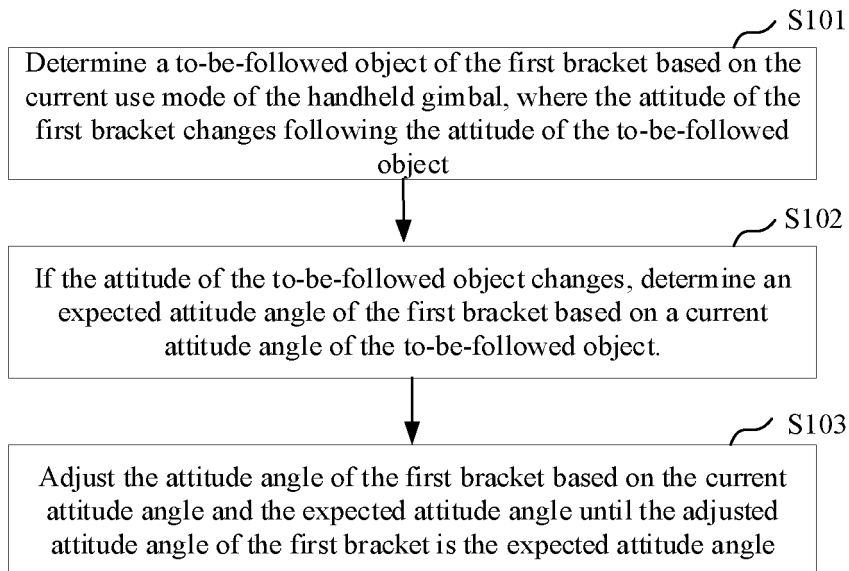 S101
Determine a to-be-followed object of the first bracket based on the
current use mode of the handheld gimbal, where the attitude of the
first bracket changes following the attitude of the to-be-followed
object
S102
If the attitude of the to-be-followed object changes, determine an
expected attitude angle of the first bracket based on a current
attitude angle of the to-be-followed object.
S103
Adjust the attitude angle of the first bracket based on the current
attitude angle and the expected attitude angle until the adjusted
attitude angle of the first bracket is the expected attitude angle